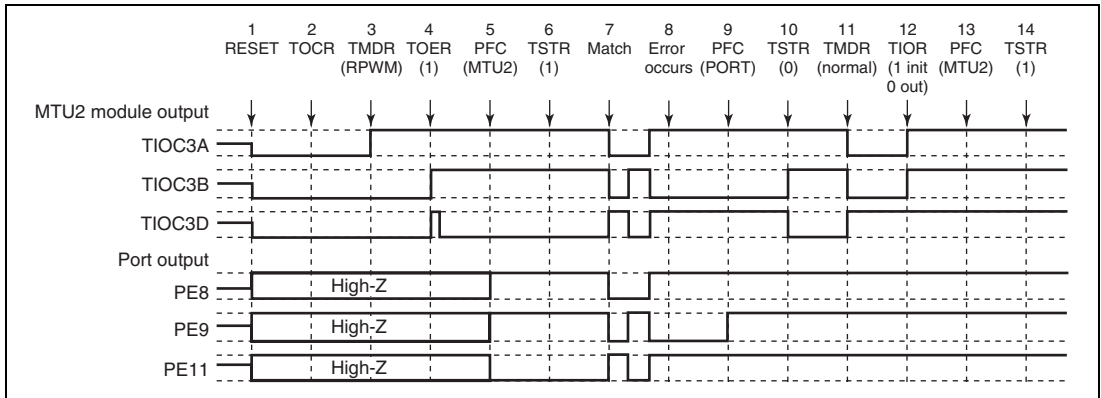 1 2 3 4 5 6 7 8 9 10 11 12 13 14
RESET TOCR TMDR TOER PFC TSTR Match Error PFC TSTR TMDR TIOR PFC TSTR
(RPWM) (1) (MTU2) (1) occurs (PORT) (0) (normal) (1 init (MTU2) (1)
0 out)
MTU2 module output
TIOC3A
TIOC3B
TIOC3D
Port output
PE8 High-Z
PE9 High-Z
PE11 High-Z